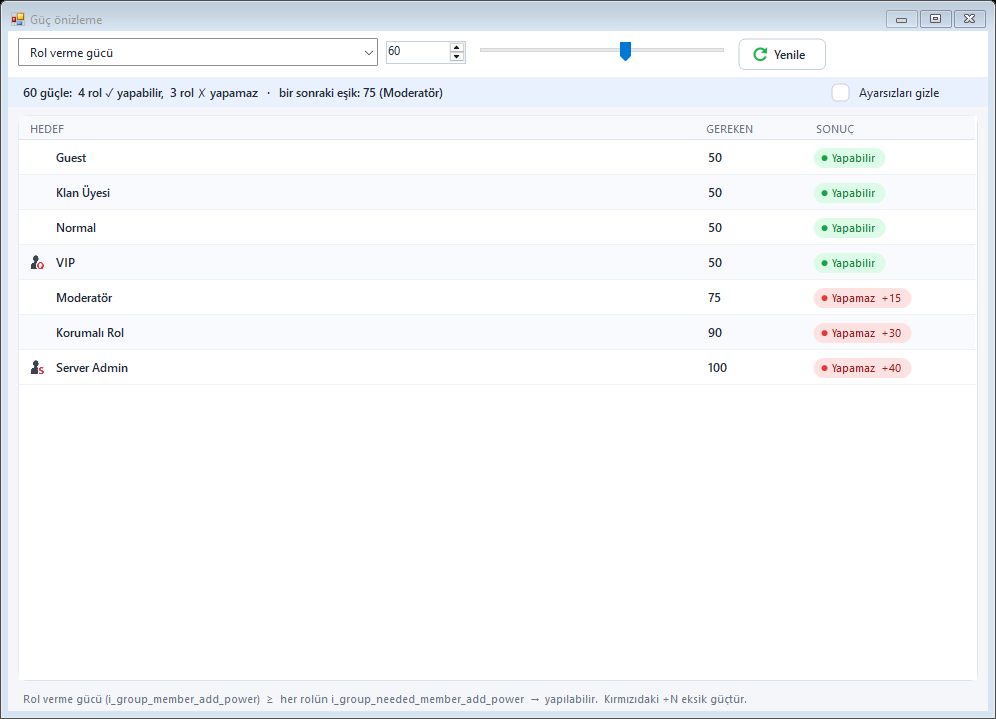 Güç önizleme
Rol verme gücü 60 Yenile
60 güçle: 4 rol ✓ yapabilir, 3 rol ✗ yapamaz · bir sonraki eşik: 75 (Moderatör) Ayarsızları gizle
HEDEF GEREKEN SONUÇ
Guest 50 Yapabilir
Klan Üyesi 50 Yapabilir
Normal 50 Yapabilir
VIP 50 Yapabilir
Moderatör 75 Yapamaz +15
Korumalı Rol 90 Yapamaz +30
Server Admin 100 Yapamaz +40
Rol verme gücü (i_group_member_add_power) ≥ her rolün i_group_needed_member_add_power → yapılabilir. Kırmızıdaki +N eksik güçtür.